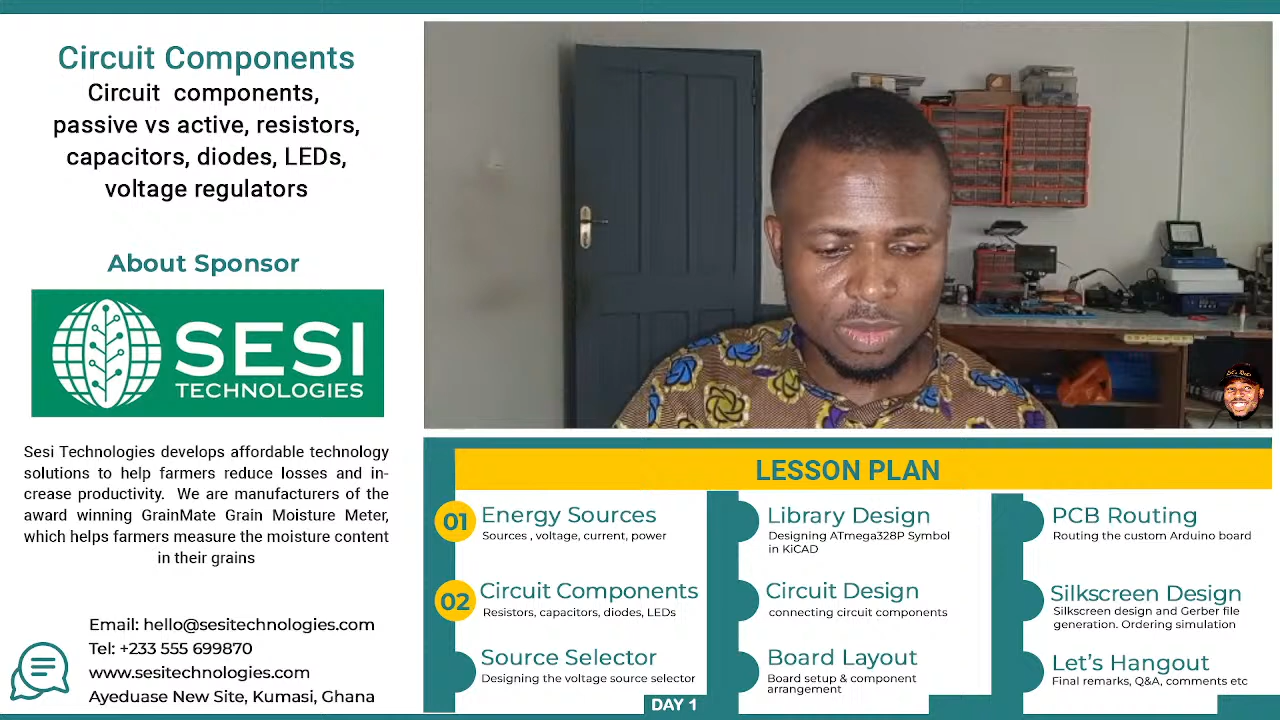 Circuit Components
Circuit components,
passive vs active, resistors,
capacitors, diodes, LEDs,
voltage regulators
About Sponsor
SESI
TECHNOLOGIES
Sesi Technologies develops affordable technology
solutions to help farmers reduce losses and in-
crease productivity. We are manufacturers of the
award winning GrainMate Grain Moisture Meter,
which helps farmers measure the moisture content
in their grains
Email: hello@sesitechnologies.com
Tel: +233 555 699870
www.sesitechnologies.com
Ayeduase New Site, Kumasi, Ghana
LESSON PLAN
01
Energy Sources
Sources , voltage, current, power
02
Circuit Components
Resistors, capacitors, diodes, LEDs
Source Selector
Designing the voltage source selector
Library Design
Designing ATmega328P Symbol
in KiCAD
Circuit Design
connecting circuit components
Board Layout
Board setup & component
arrangement
PCB Routing
Routing the custom Arduino board
Silkscreen Design
Silkscreen design and Gerber file
generation. Ordering simulation
Let's Hangout
Final remarks, Q&A, comments etc
DAY 1